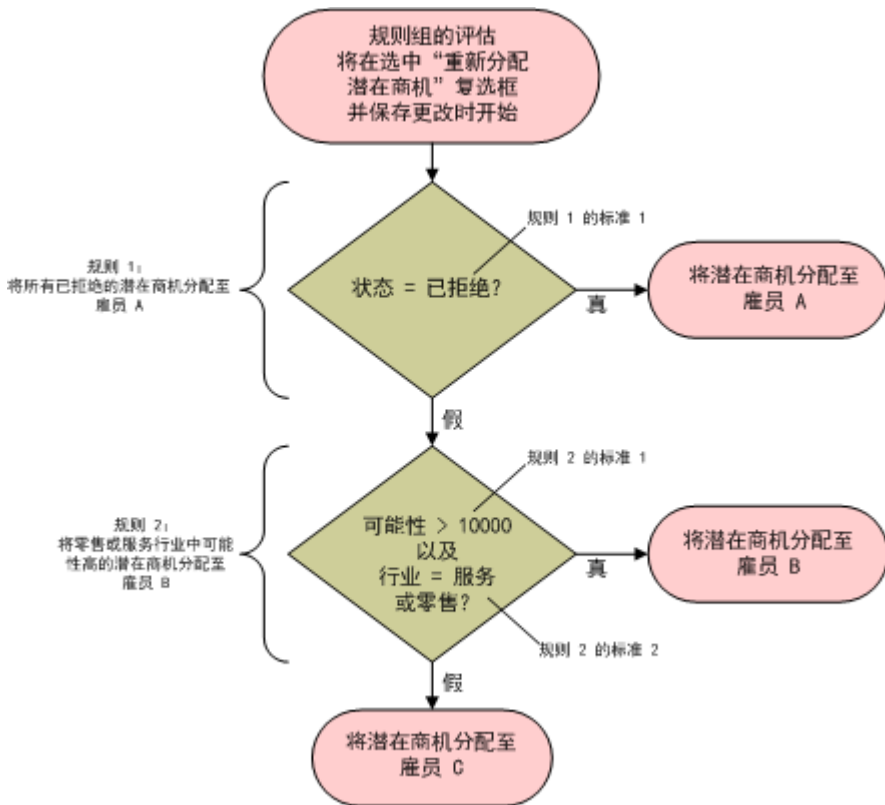 规则组的评估
将在选中“重新分配
潜在商机”复选框
并保存更改时开始
规则 1 的标准 1
规则 1:
将所有已拒绝的潜在商机分配至
雇员 A
状态 = 已拒绝?
真
将潜在商机分配至
雇员 A
假
规则 2 的标准 1
规则 2:
将零售或服务行业中可能
性高的潜在商机分配至
雇员 B
可能性 > 10000
以及
行业 = 服务
或零售?
真
将潜在商机分配至
雇员 B
规则 2 的标准 2
假
将潜在商机分配至
雇员 C